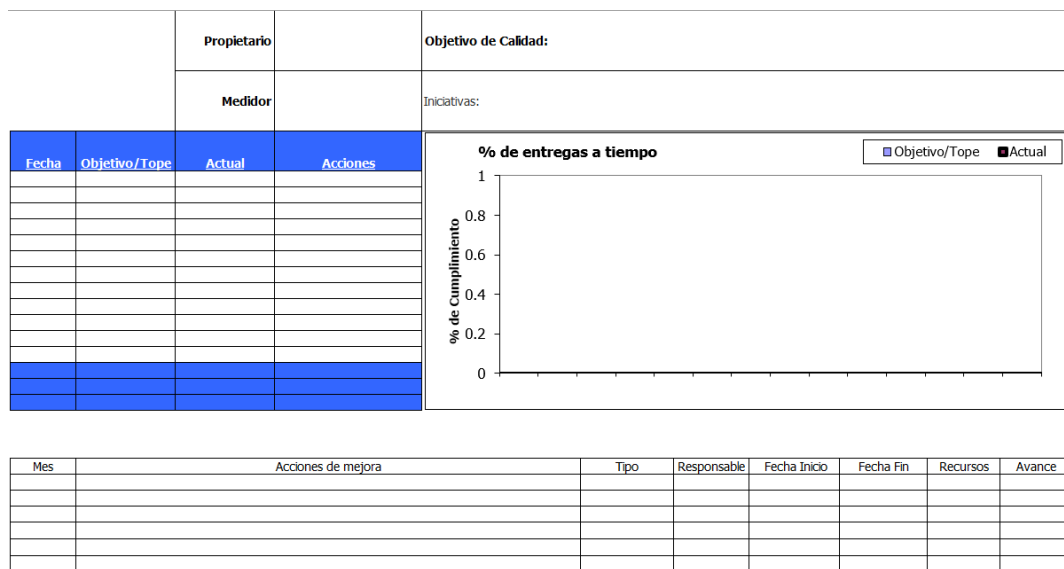 Propietario
Objetivo de Calidad:
Medidor
Iniciativas:
Fecha Objetivo/Tope Actual Acciones
% de entregas a tiempo
Objetivo/Tope Actual
% de Cumplimiento
1
0.8
0.6
0.4
0.2
0
Mes Acciones de mejora Tipo Responsable Fecha Inicio Fecha Fin Recursos Avance